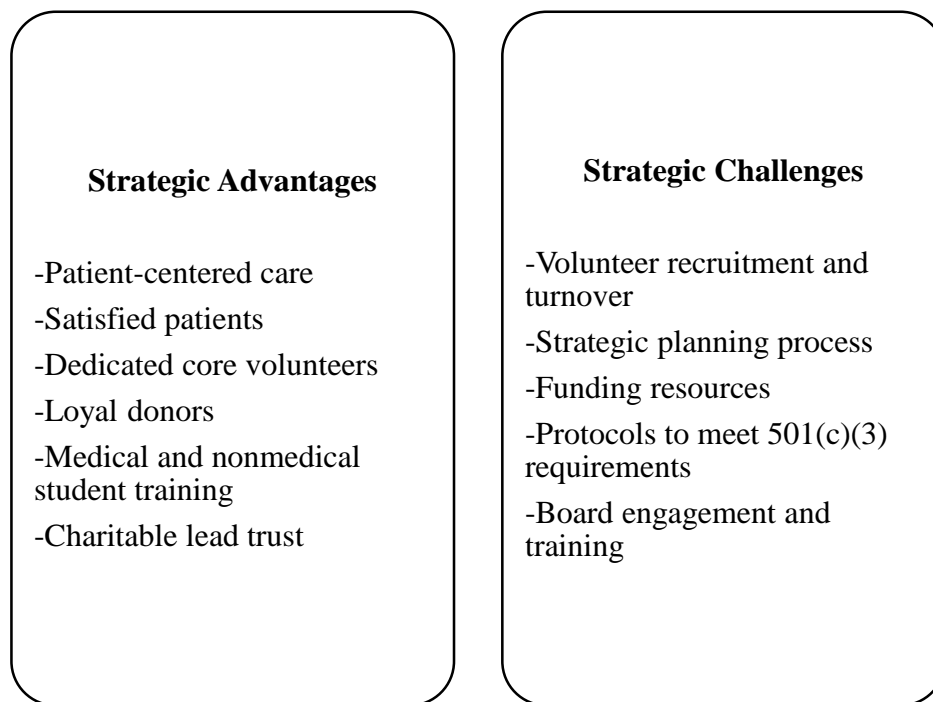 Strategic Advantages
-Patient-centered care
-Satisfied patients
-Dedicated core volunteers
-Loyal donors
-Medical and nonmedical
student training
-Charitable lead trust
Strategic Challenges
-Volunteer recruitment and
turnover
-Strategic planning process
-Funding resources
-Protocols to meet 501(c)(3)
requirements
-Board engagement and
training